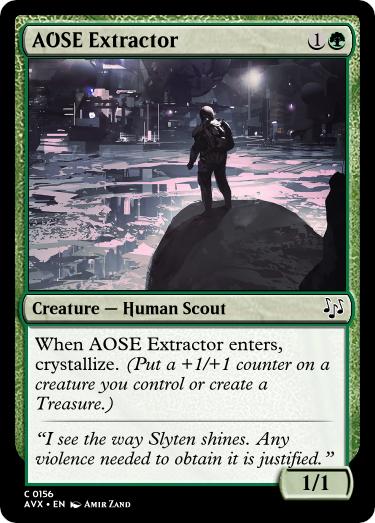 AOSE Extractor 1
Creature — Human Scout
When AOSE Extractor enters,
crystallize. (Put a +1/+1 counter on a
creature you control or create a
Treasure.)
“I see the way Slyten shines. Any
violence needed to obtain it is justified.”
1/1
C 0156
AVX • EN Amir Zand